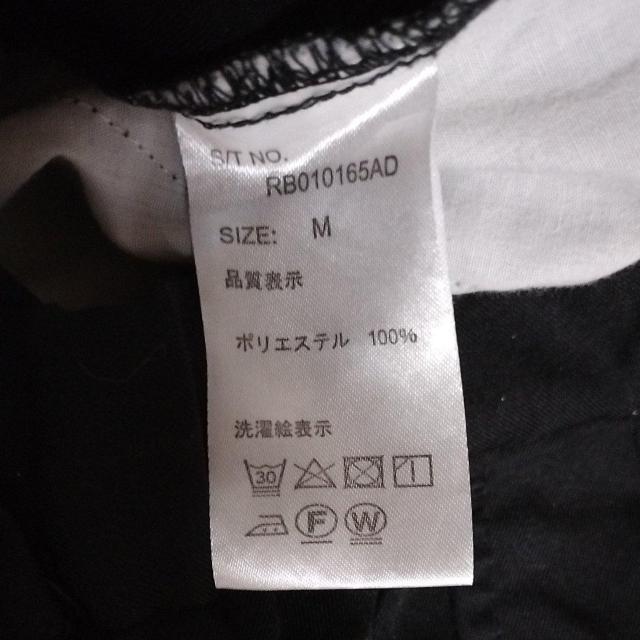 S/T NO.
RB010165AD
SIZE: M
品質表示
ポリエステル 100%
洗濯絵表示
30
F W